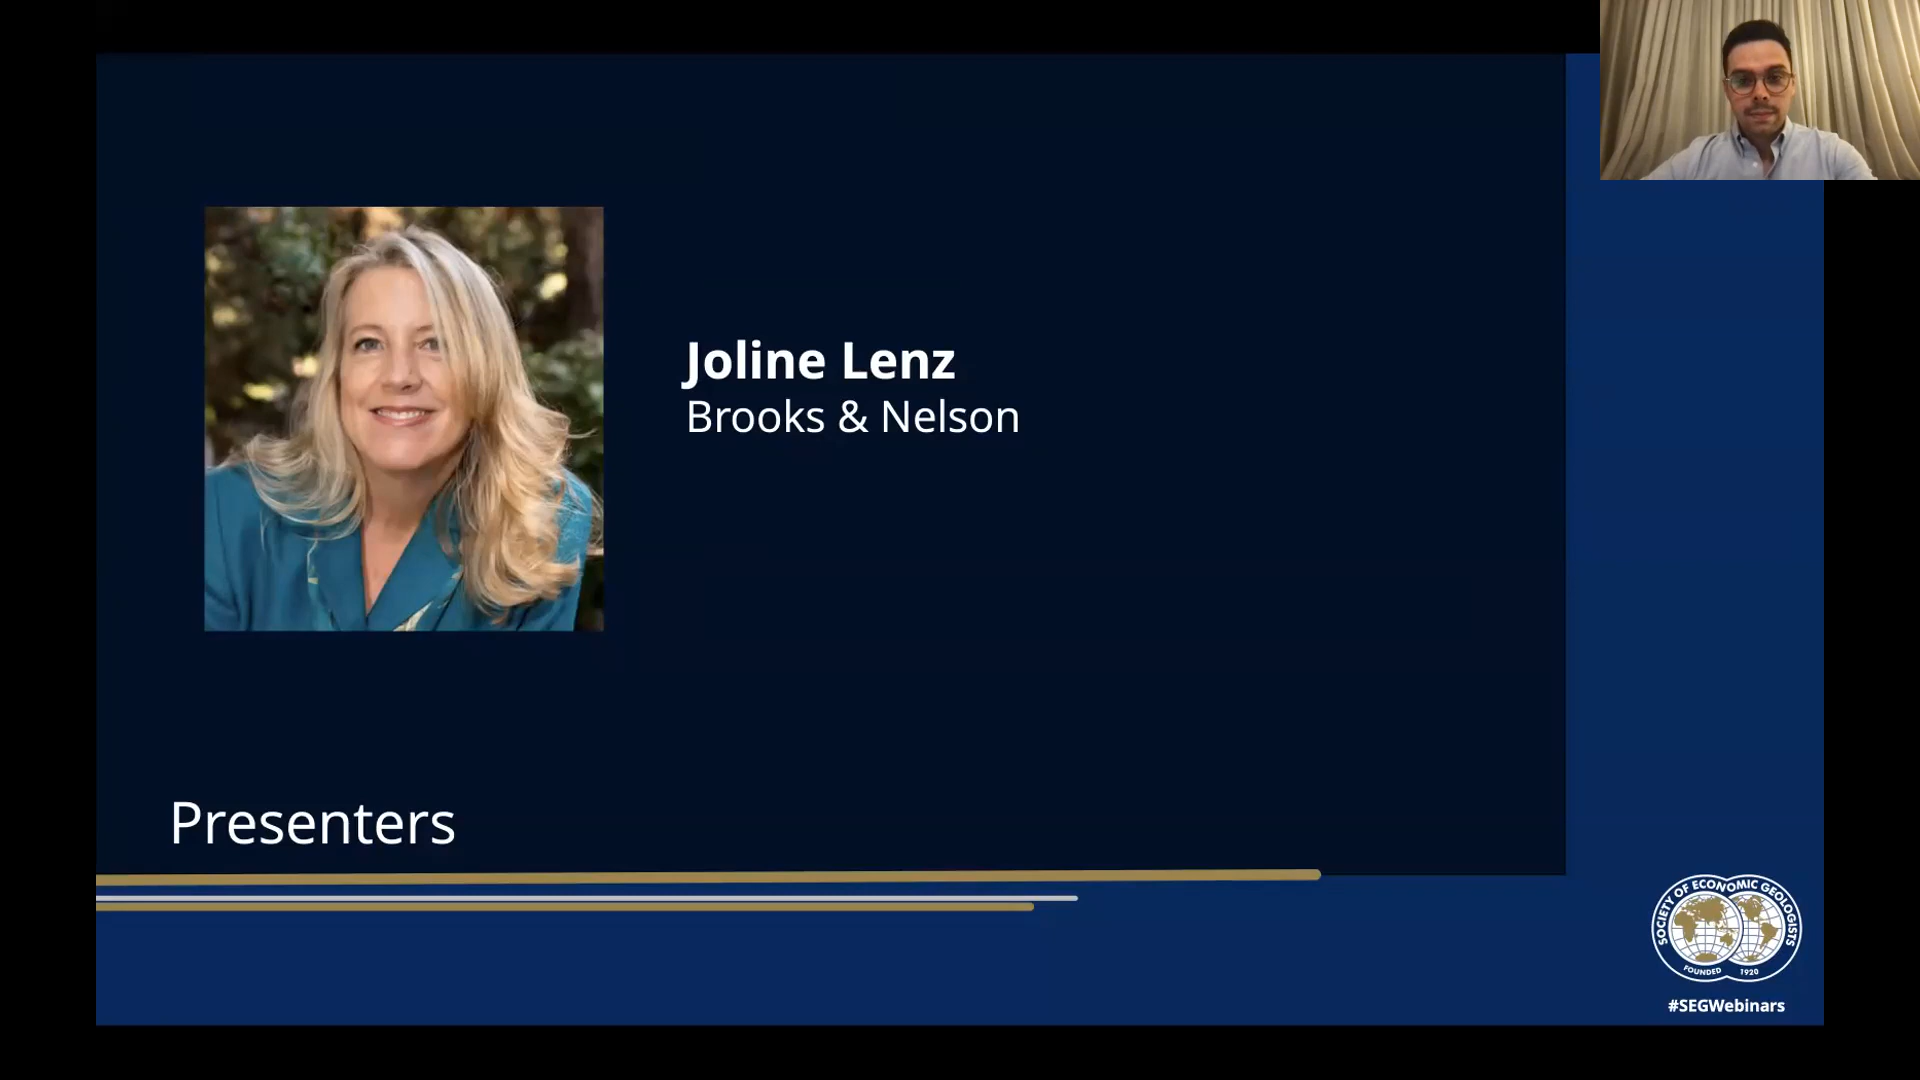 Joline Lenz
Brooks & Nelson
Presenters
SOCIETY OF ECONOMIC GEOLOGISTS
FOUNDED 1920
#SEGWebinars